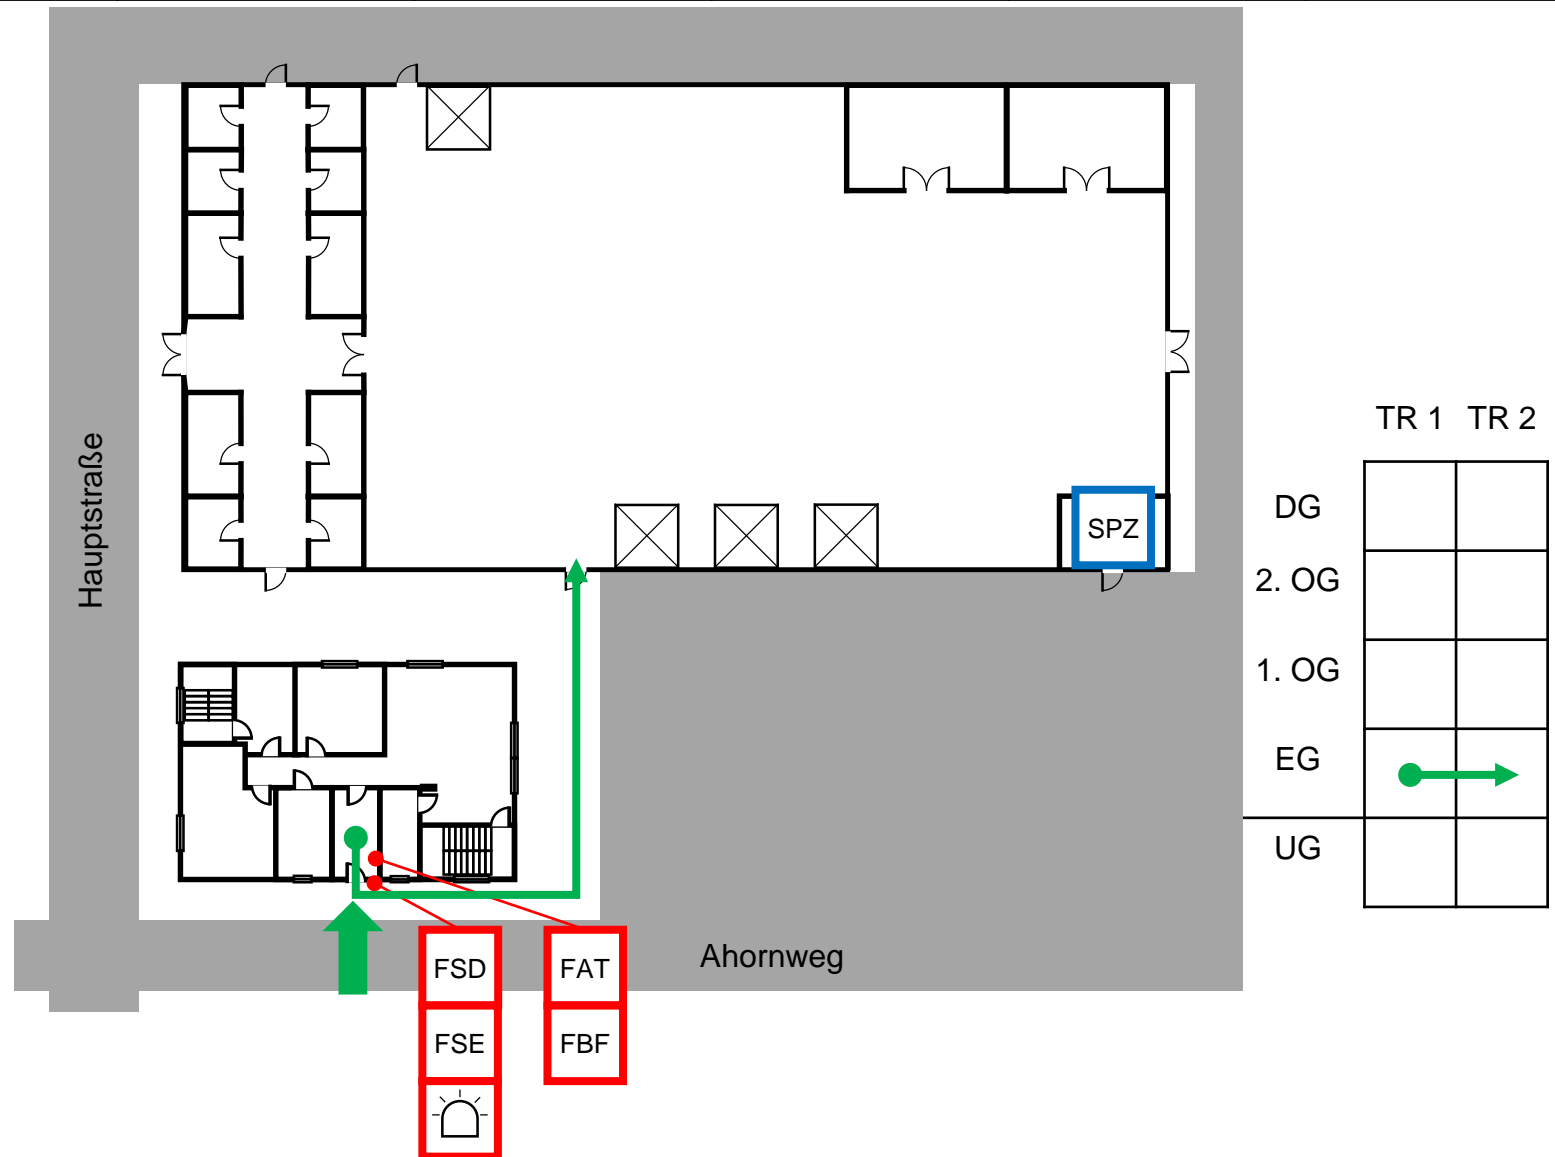 Hauptstraße
SPZ
TR 1 TR 2
DG
2. OG
1. OG
EG
UG
Ahornweg
FSD
FAT
FSE
FBF